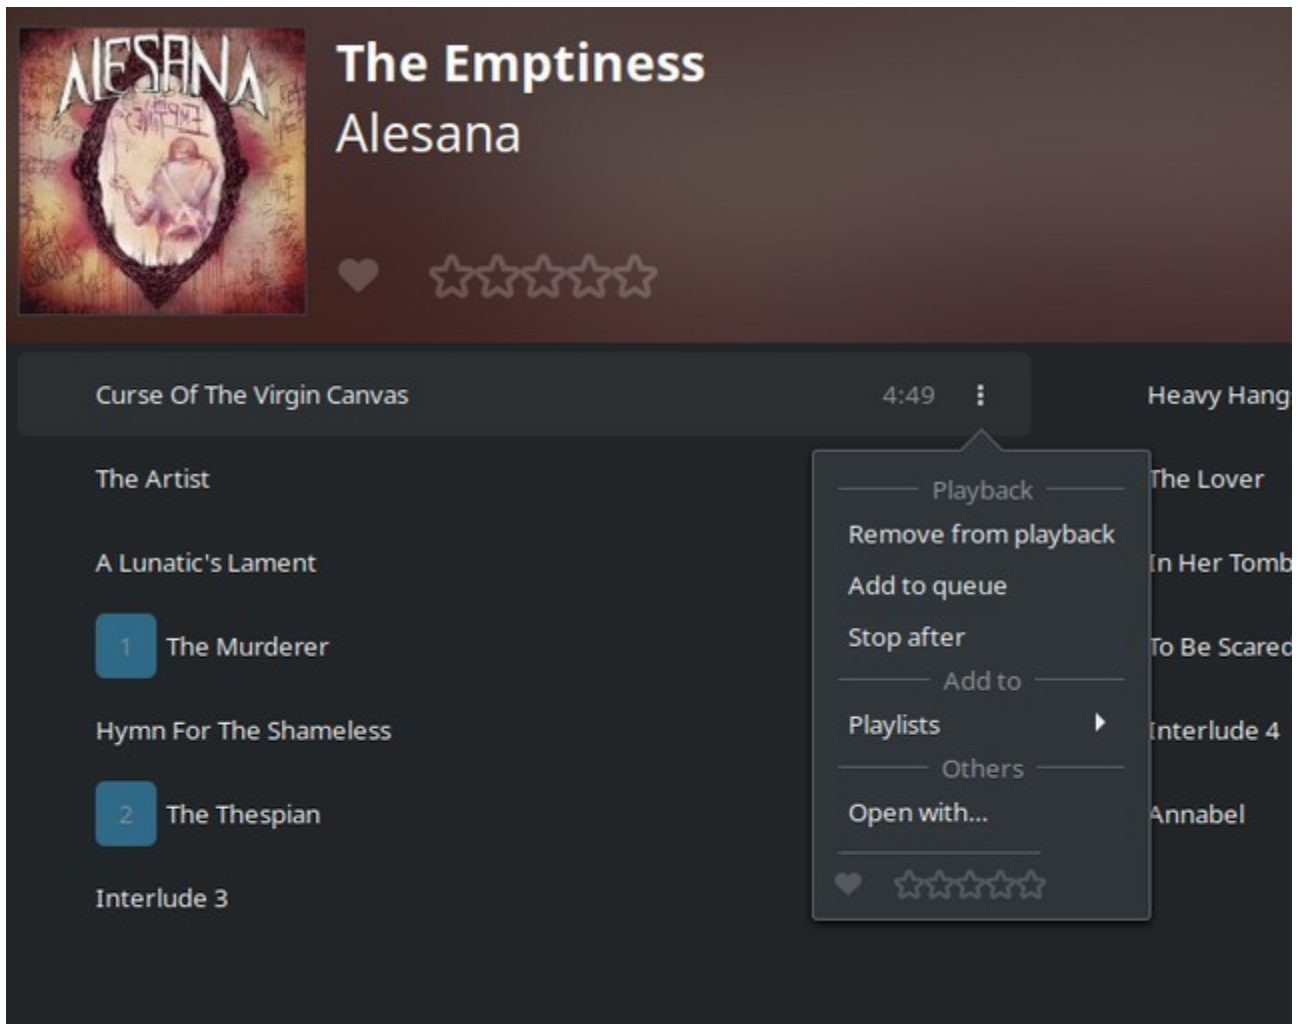 ALESANA
The Emptiness
Alesana
Curse Of The Virgin Canvas 4:49
The Artist
A Lunatic's Lament
1 The Murderer
Hymn For The Shameless
2 The Thespian
Interlude 3
Playback
Remove from playback
Add to queue
Stop after
Add to
Playlists
Others
Open with...
Heavy Hang
The Lover
In Her Tomb
To Be Scared
Interlude 4
Annabel